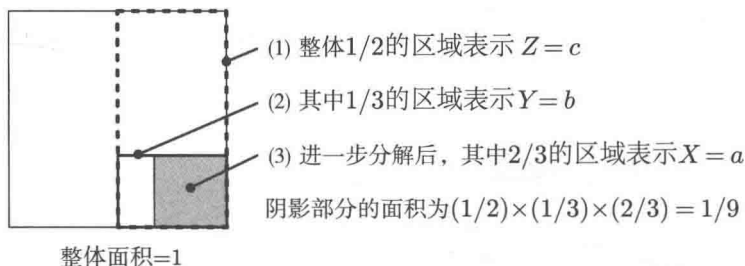 (1) 整体1/2的区域表示 Z=c
(2) 其中1/3的区域表示Y=b
(3) 进一步分解后，其中2/3的区域表示X=a
阴影部分的面积为(1/2)×(1/3)×(2/3)=1/9
整体面积=1